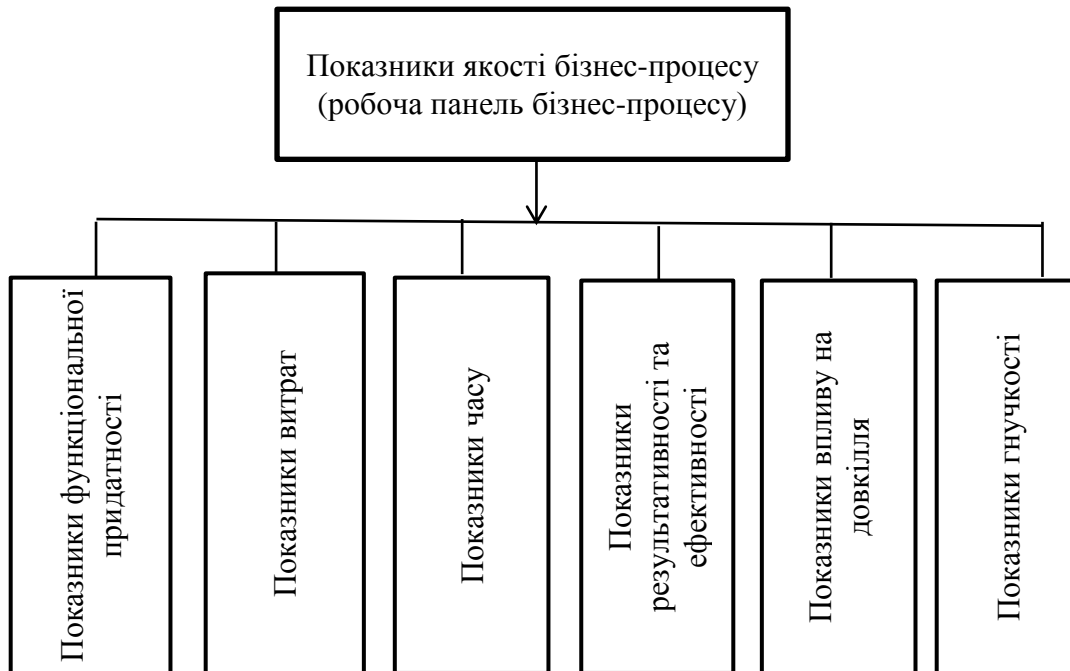 Показники якості бізнес-процесу
(робоча панель бізнес-процесу)
Показники функціональної
придатності
Показники витрат
Показники часу
Показники
результативності та
ефективності
Показники впливу на
довкілля
Показники гнучкості